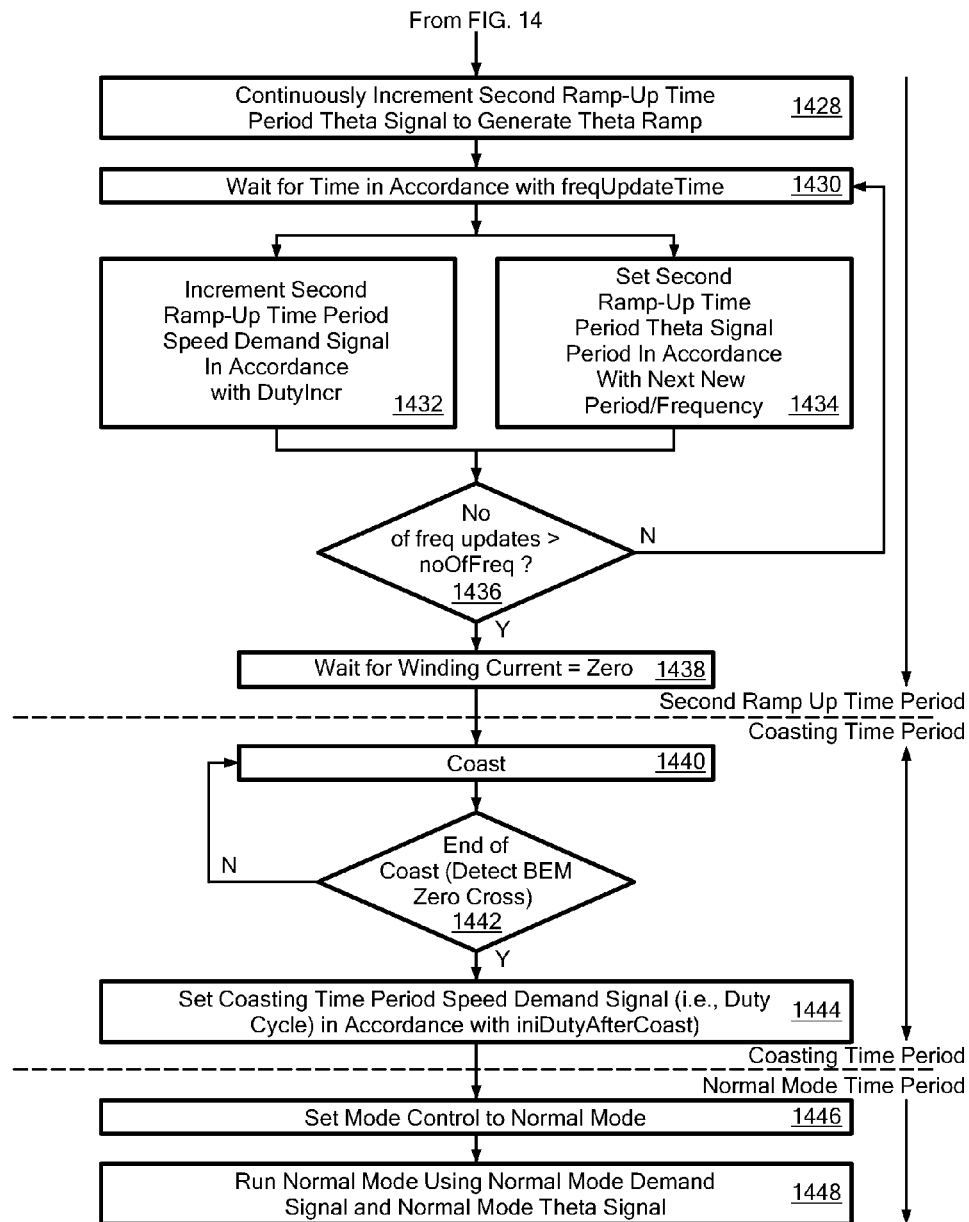 From FIG. 14
Continuously Increment Second Ramp-Up Time
Period Theta Signal to Generate Theta Ramp
1428
Wait for Time in Accordance with freqUpdateTime
1430
Increment Second
Ramp-Up Time Period
Speed Demand Signal
In Accordance
with DutyIncr
1432
Set Second
Ramp-Up Time
Period Theta Signal
Period In Accordance
With Next New
Period/Frequency
1434
No
of freq updates >
noOfFreq ?
1436
N
Y
Wait for Winding Current = Zero
1438
Second Ramp Up Time Period
Coasting Time Period
Coast
1440
End of
Coast (Detect BEM
Zero Cross)
1442
N
Y
Set Coasting Time Period Speed Demand Signal (i.e., Duty
Cycle) in Accordance with iniDutyAfterCoast)
1444
Coasting Time Period
Normal Mode Time Period
Set Mode Control to Normal Mode
1446
Run Normal Mode Using Normal Mode Demand
Signal and Normal Mode Theta Signal
1448